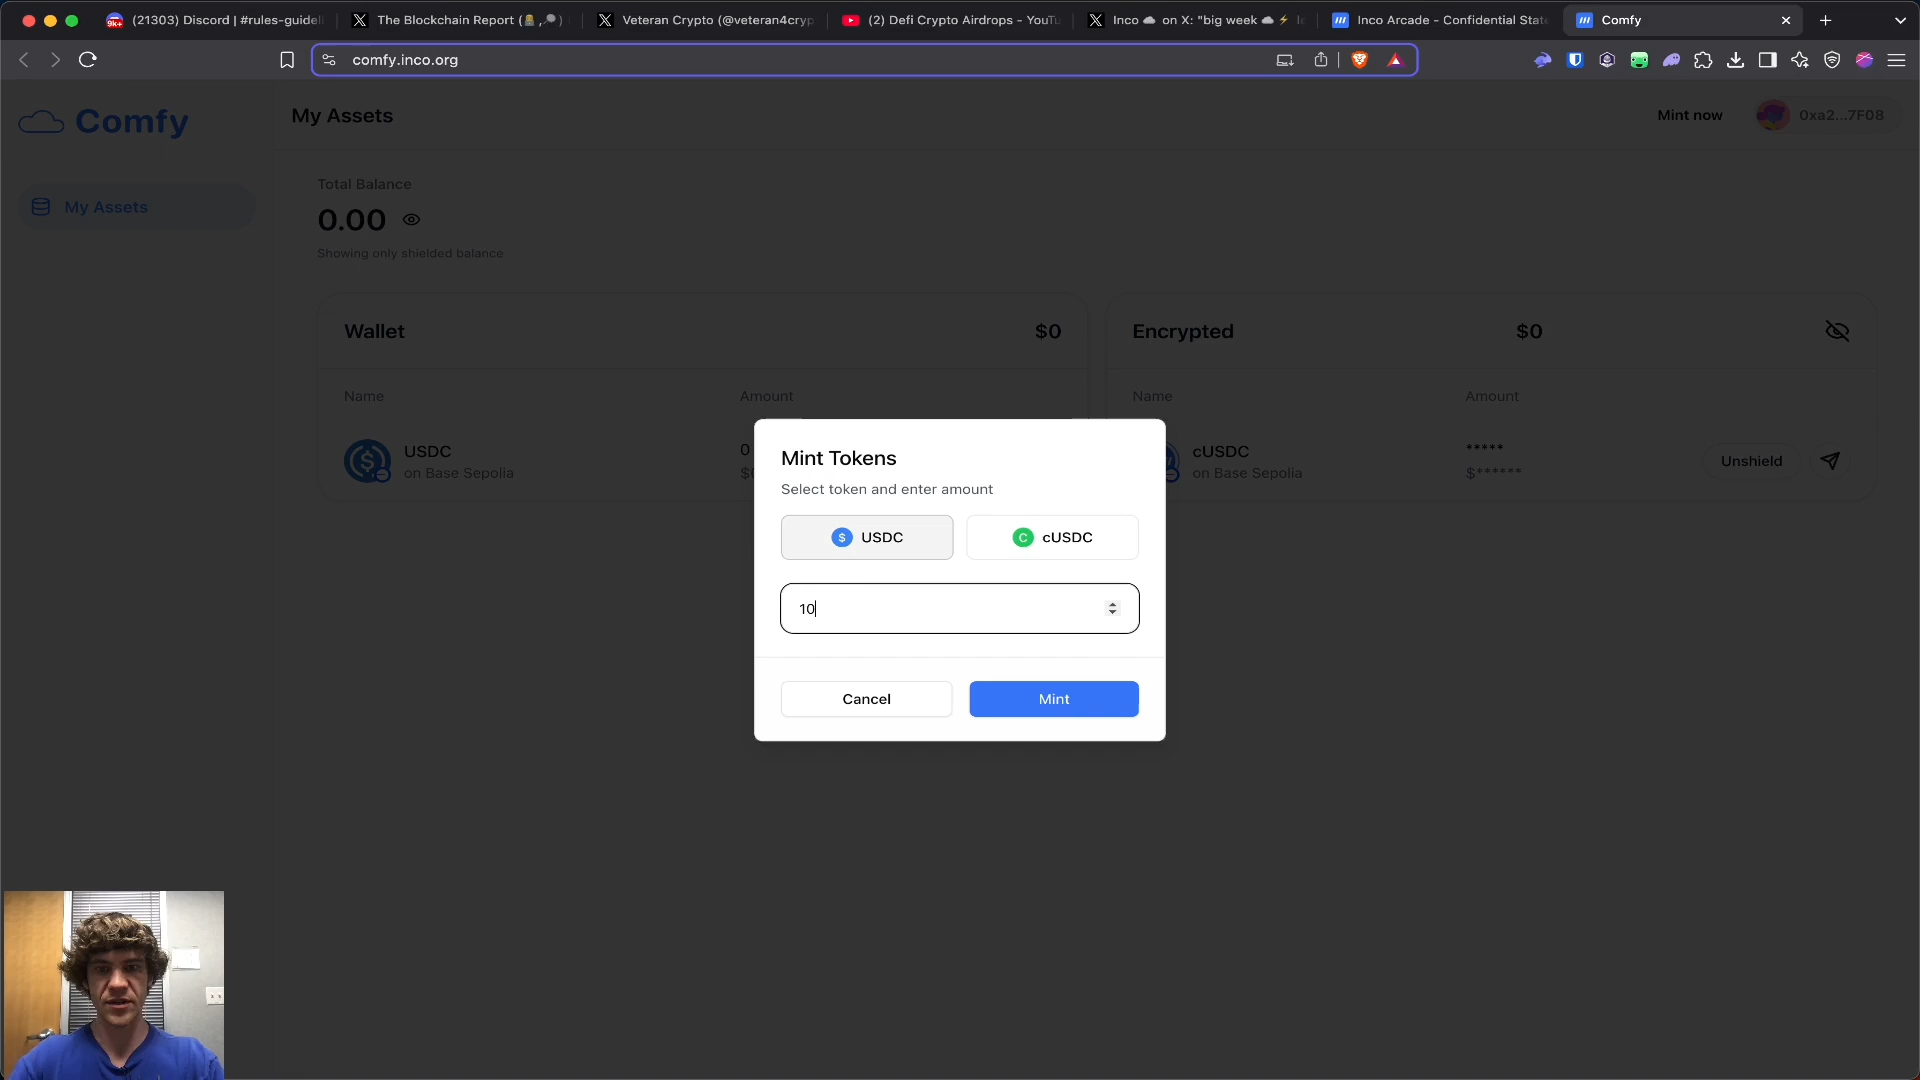 (21303) Discord | #rules-guideli
The Blockchain Report
Veteran Crypto (@veteran4cryp
(2) Defi Crypto Airdrops - YouTu
Inco ☁ on X: "big week ☁⚡ le
Inco Arcade - Confidential State
Comfy
comfy.inco.org
Comfy
My Assets
Mint now
0xa2...7F08
My Assets
Total Balance
0.00
Showing only shielded balance
Wallet
$0
Encrypted
$0
Name
Amount
Name
Amount
USDC
0
cUSDC
*****
on Base Sepolia
on Base Sepolia
$******
Unshield
Mint Tokens
Select token and enter amount
$ USDC
C cUSDC
10
Cancel
Mint